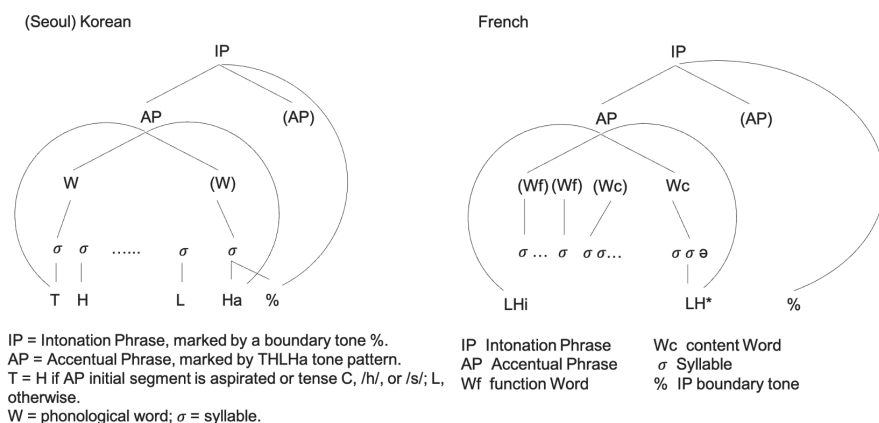 (Seoul) Korean
IP
AP (AP)
W (W)
σ σ ...... σ σ
T H L Ha %
IP = Intonation Phrase, marked by a boundary tone %.
AP = Accentual Phrase, marked by THLHa tone pattern.
T = H if AP initial segment is aspirated or tense C, /h/, or /s/; L,
otherwise.
W = phonological word; σ = syllable.
French
IP
AP (AP)
(Wf) (Wf) (Wc) Wc
σ ... σ σ σ... σ σ ə
LHi LH* %
IP Intonation Phrase Wc content Word
AP Accentual Phrase σ Syllable
Wf function Word % IP boundary tone